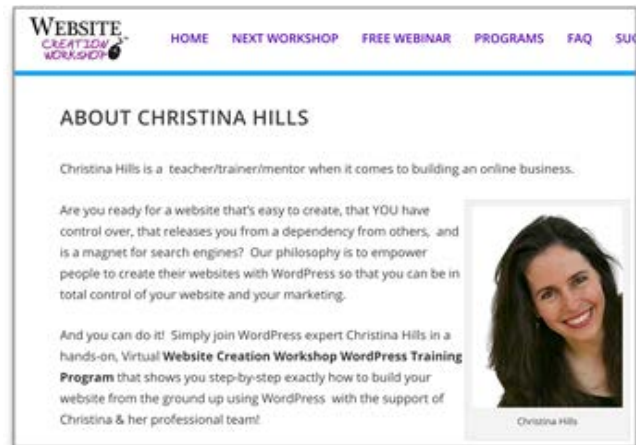 WEBSITE
CREATION
WORKSHOP
HOME NEXT WORKSHOP FREE WEBINAR PROGRAMS FAQ SUC
ABOUT CHRISTINA HILLS
Christina Hills is a teacher/trainer/mentor when it comes to building an online business.
Are you ready for a website that's easy to create, that YOU have
control over, that releases you from a dependency from others, and
is a magnet for search engines? Our philosophy is to empower
people to create their websites with WordPress so that you can be in
total control of your website and your marketing.
And you can do it! Simply join WordPress expert Christina Hills in a
hands-on, Virtual Website Creation Workshop WordPress Training
Program that shows you step-by-step exactly how to build your
website from the ground up using WordPress with the support of
Christina & her professional team!
Christina Hills